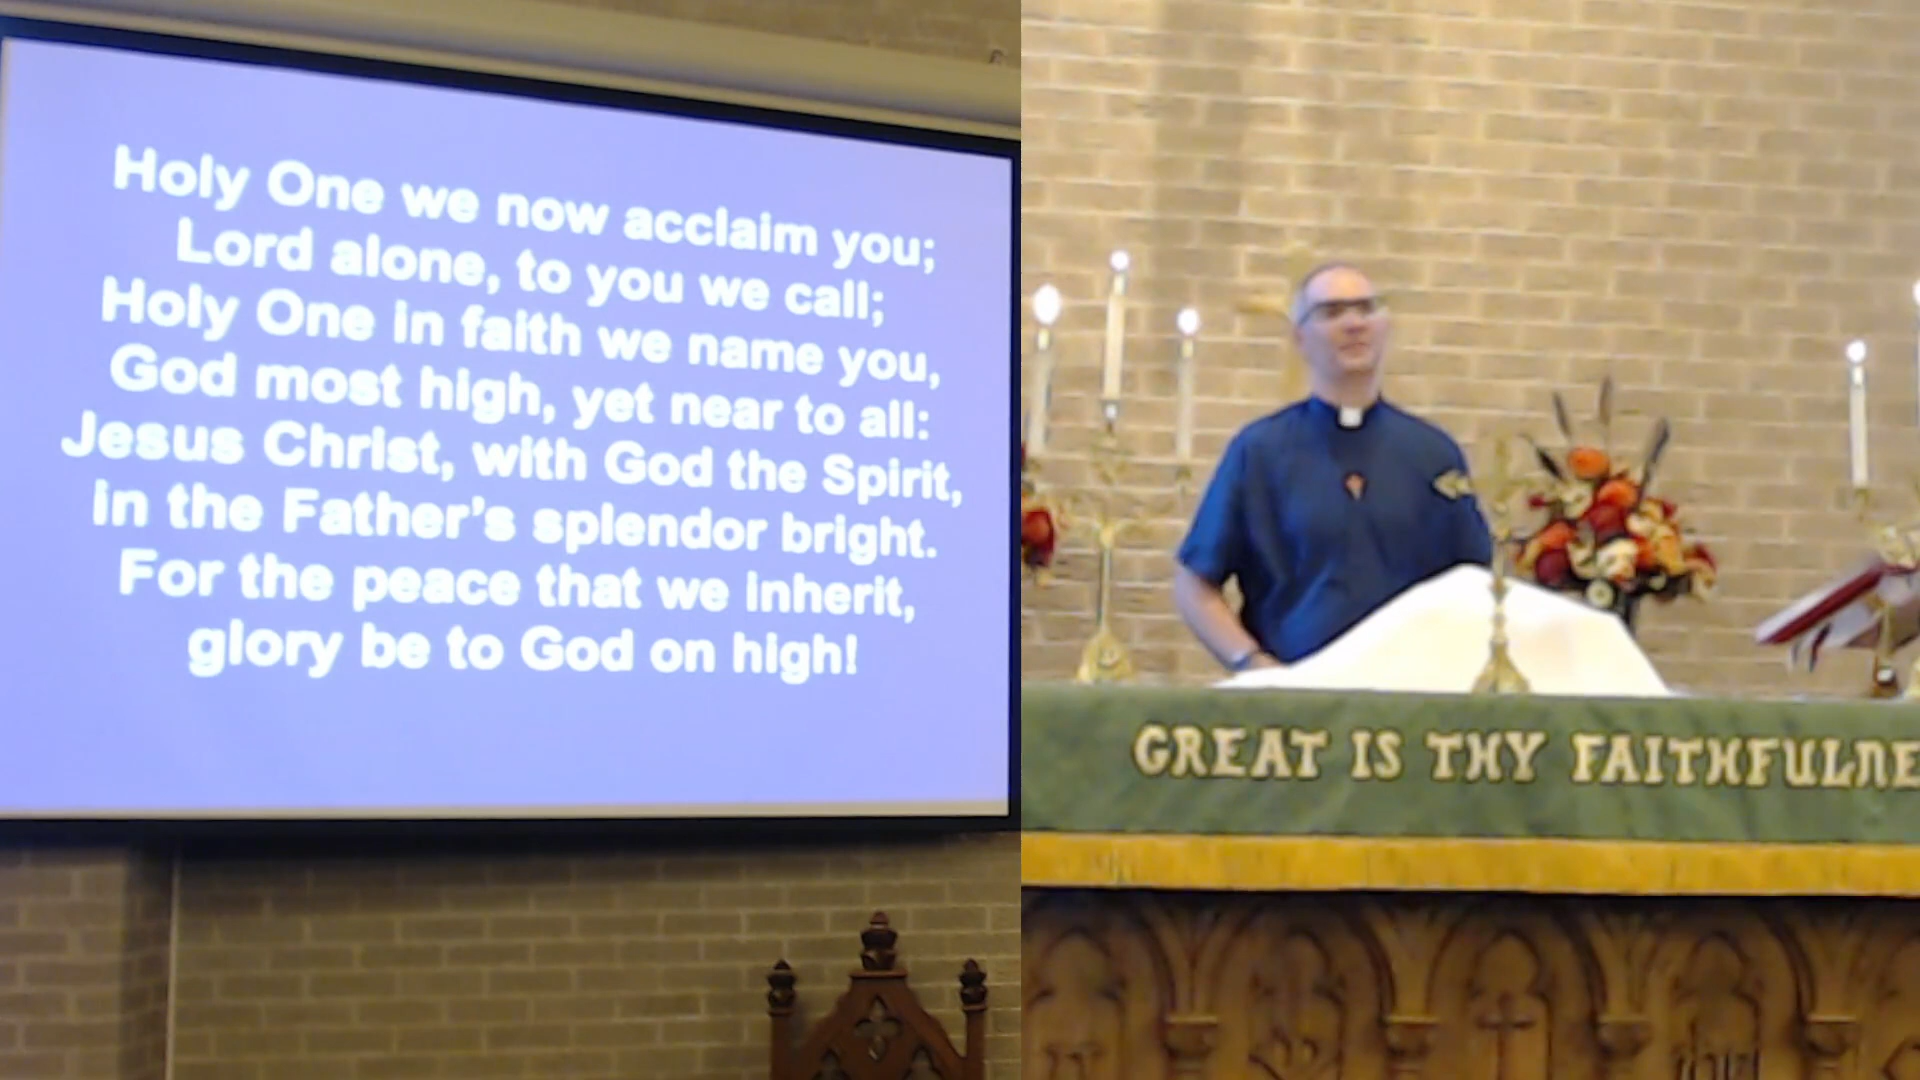 Holy One we now acclaim you;
Lord alone, to you we call;
Holy One in faith we name you,
God most high, yet near to all:
Jesus Christ, with God the Spirit,
in the Father's splendor bright.
For the peace that we inherit,
glory be to God on high!
GREAT IS THY FAITHFULNE